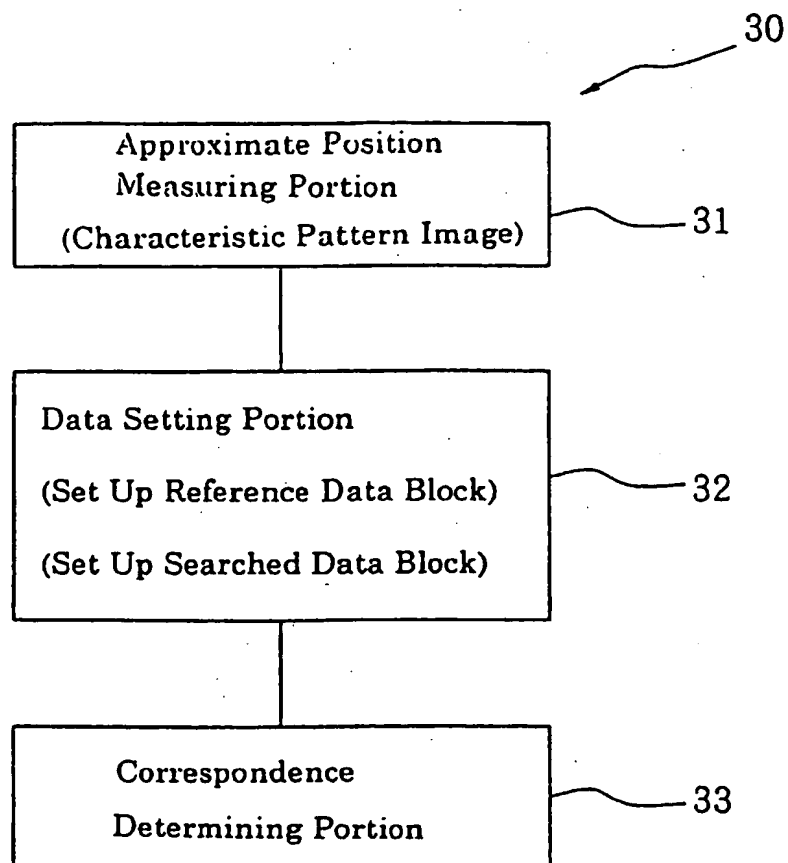 30
Approximate Position
Measuring Portion
(Characteristic Pattern Image)
31
Data Setting Portion
(Set Up Reference Data Block)
(Set Up Searched Data Block)
32
Correspondence
Determining Portion
33